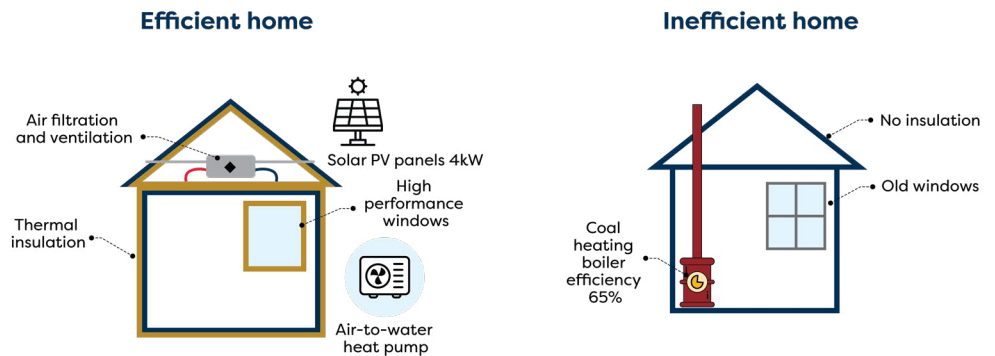 Efficient home
Air filtration
and ventilation
Solar PV panels 4kW
High
performance
windows
Thermal
insulation
Air-to-water
heat pump
Inefficient home
No insulation
Old windows
Coal
heating
boiler
efficiency
65%